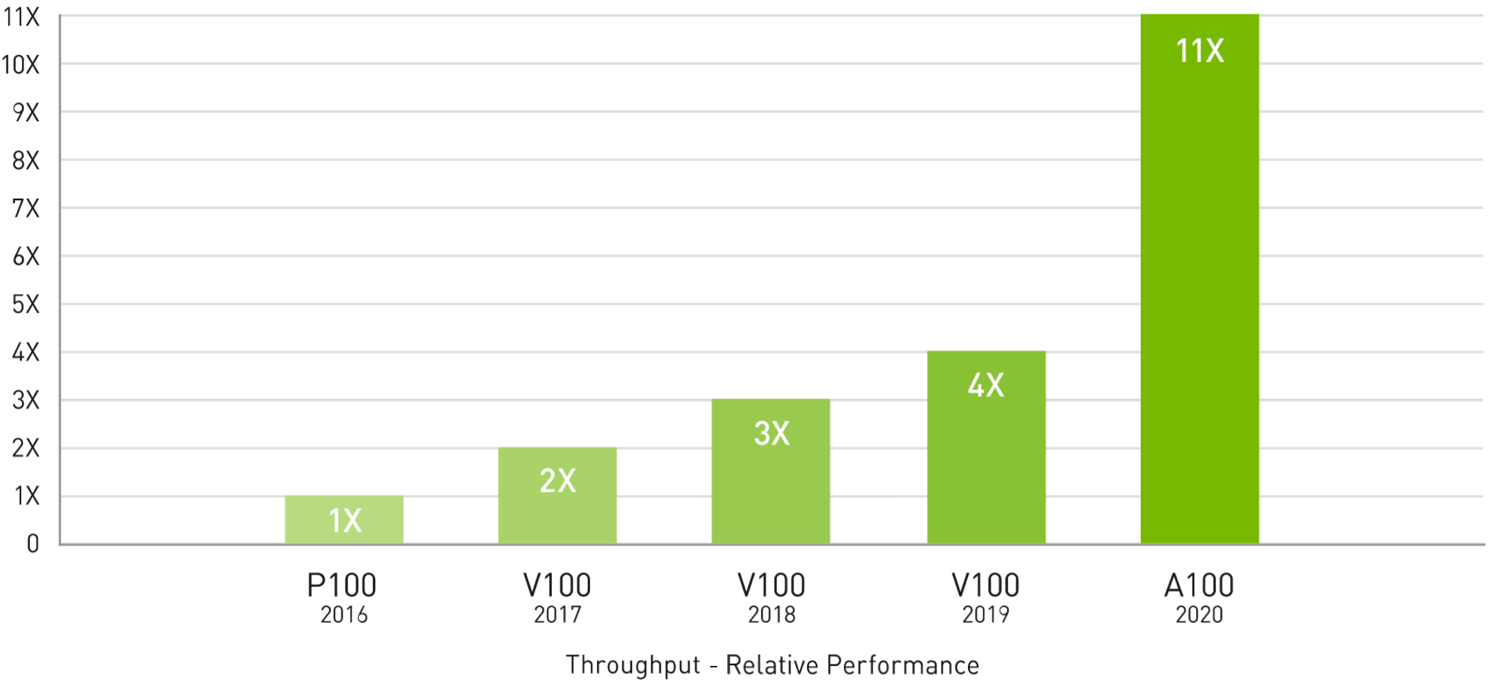 11X
10X
9X
8X
7X
6X
5X
4X
3X
2X
1X
0
1X
2X
3X
4X
11X
P100 V100 V100 V100 A100
2016 2017 2018 2019 2020
Throughput - Relative Performance